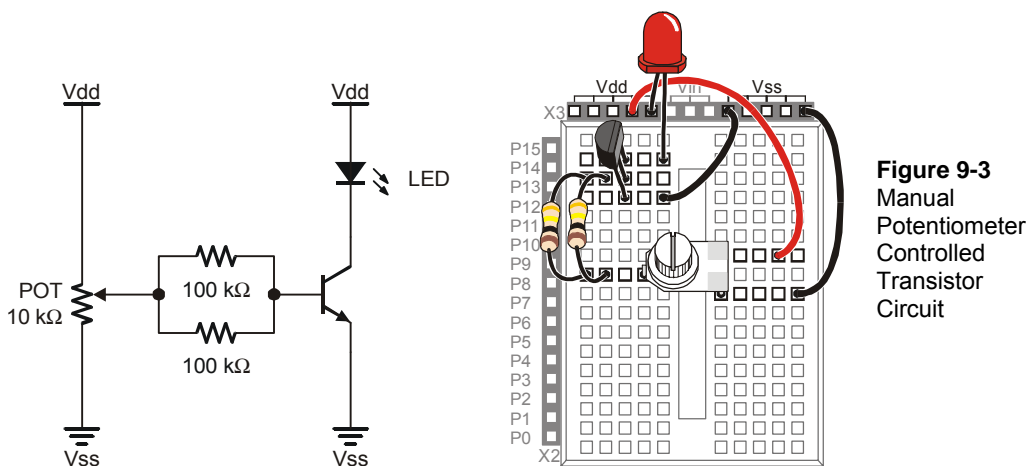 Vdd
Vdd
LED
POT
10 kΩ
100 kΩ
100 kΩ
Vss
Vss
Vdd
Vin
Vss
X3
P15
P14
P13
P12
P11
P10
P9
P8
P7
P6
P5
P4
P3
P2
P1
P0
X2
Figure 9-3
Manual
Potentiometer
Controlled
Transistor
Circuit